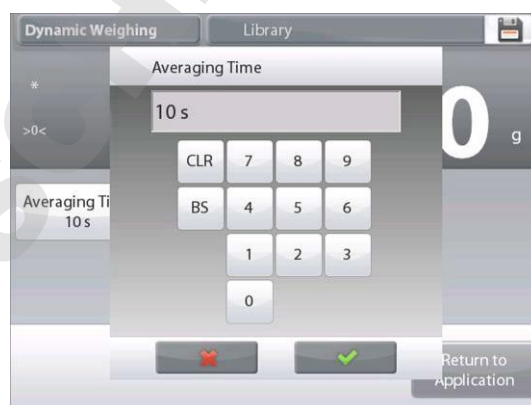 Dynamic Weighing
Library
Averaging Time
*
10 s
>0<
0 g
CLR 7 8 9
Averaging Ti
10 s
BS 4 5 6
1 2 3
0
Return to
Application